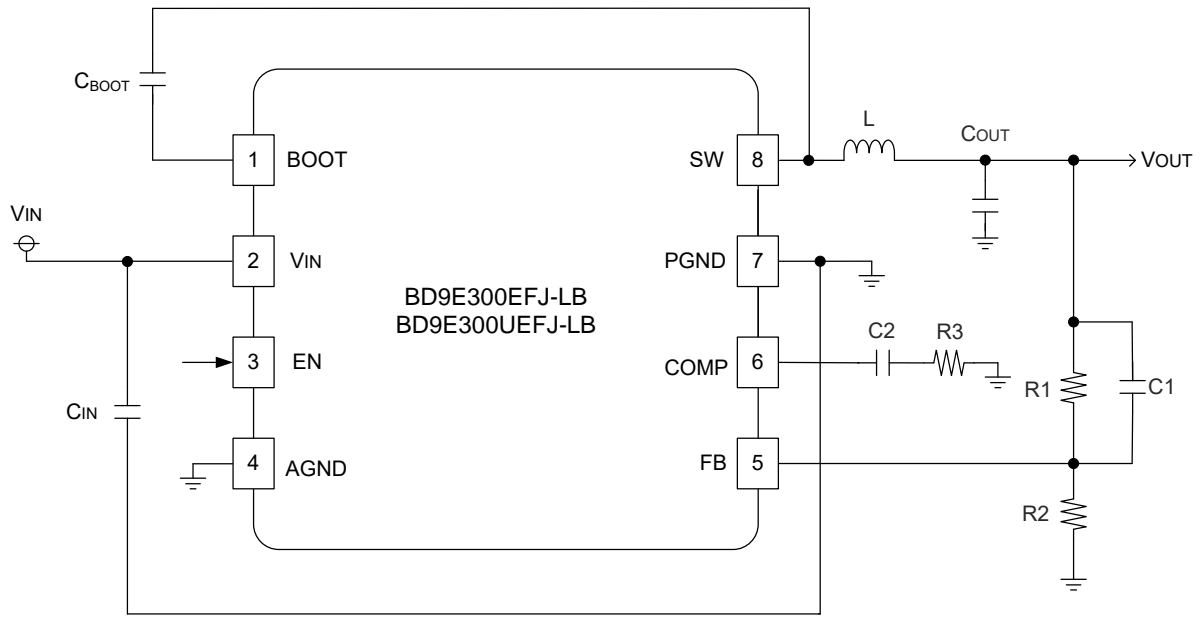 CBOOT
1
BOOT
SW
8
L
COUT
VOUT
VIN
2
VIN
PGND
7
BD9E300EFJ-LB
BD9E300UEFJ-LB
3
EN
COMP
6
C2
R3
R1
C1
CIN
4
AGND
FB
5
R2